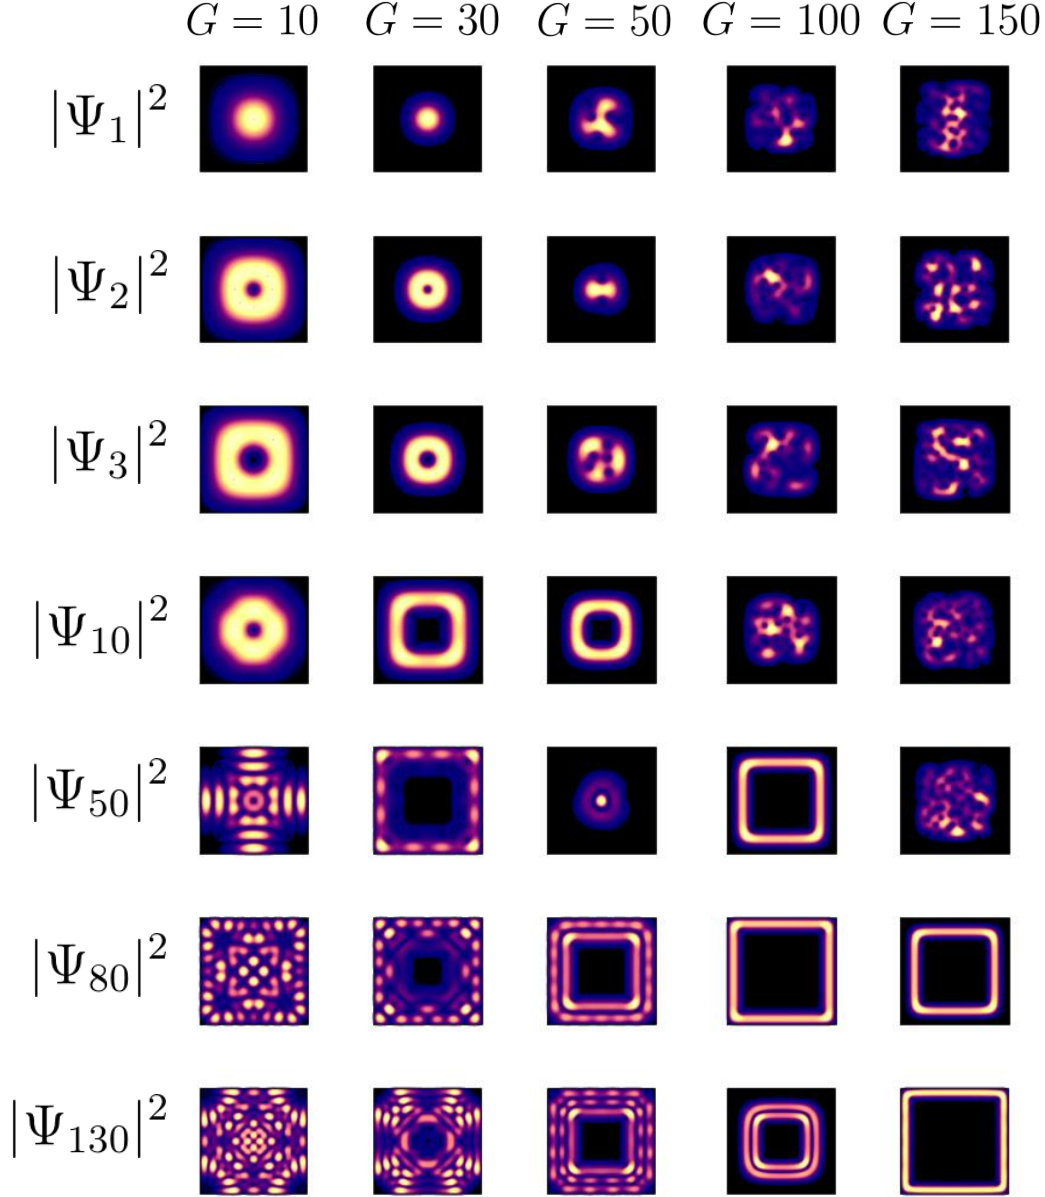 G = 10 G = 30 G = 50 G = 100 G = 150
|Ψ₁|²
|Ψ₂|²
|Ψ₃|²
|Ψ₁₀|²
|Ψ₅₀|²
|Ψ₈₀|²
|Ψ₁₃₀|²